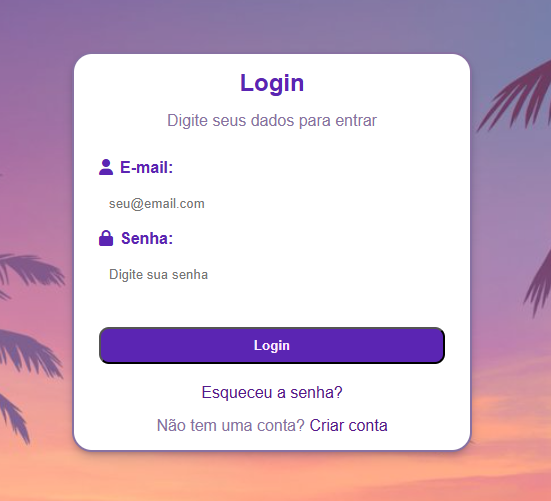 Login
Digite seus dados para entrar
E-mail:
seu@email.com
Senha:
Digite sua senha
Login
Esqueceu a senha?
Não tem uma conta? Criar conta